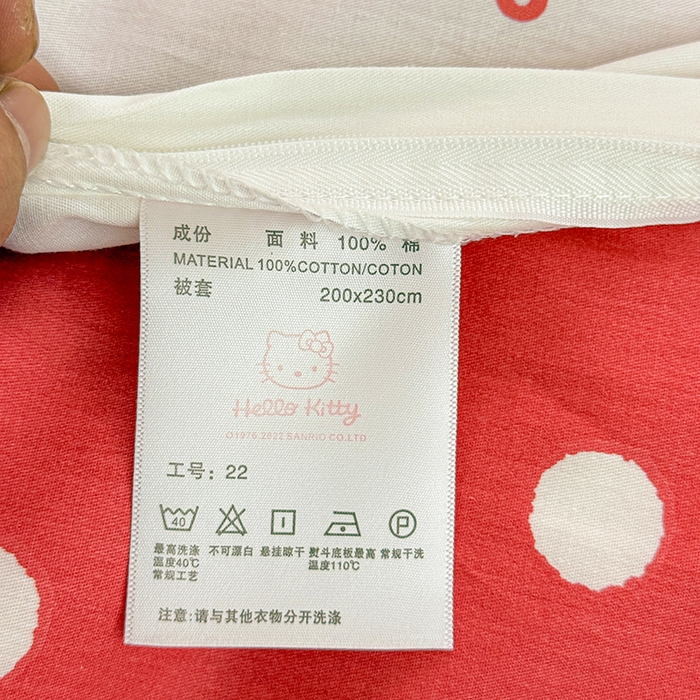 成份 面料 100% 棉
MATERIAL 100%COTTON/COTON
被套 200x230cm
Hello Kitty
©1976,2022 SANRIO CO.,LTD
工号：22
40 P
最高洗涤 不可漂白 悬挂晾干 熨斗底板最高 常规干洗
温度40℃ 温度110℃
常规工艺
注意:请与其他衣物分开洗涤